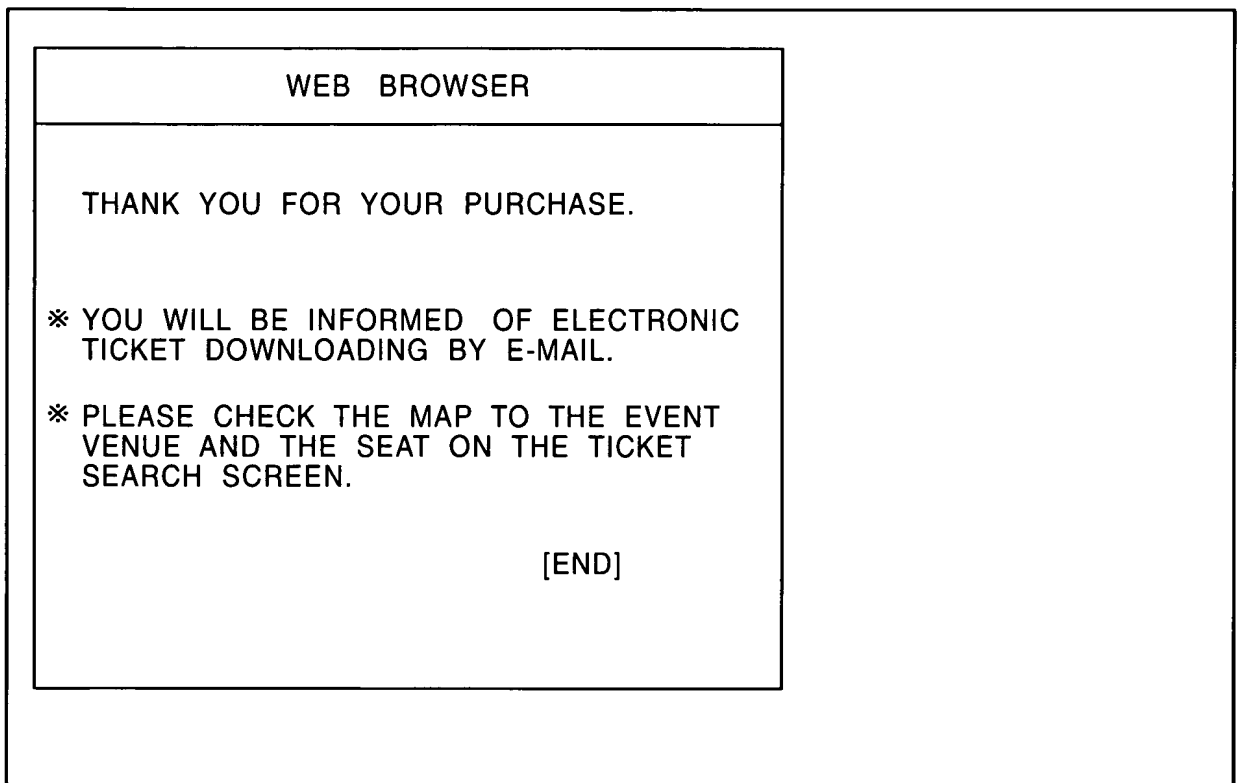 WEB BROWSER
THANK YOU FOR YOUR PURCHASE.
※ YOU WILL BE INFORMED OF ELECTRONIC
TICKET DOWNLOADING BY E-MAIL.
※ PLEASE CHECK THE MAP TO THE EVENT
VENUE AND THE SEAT ON THE TICKET
SEARCH SCREEN.
[END]